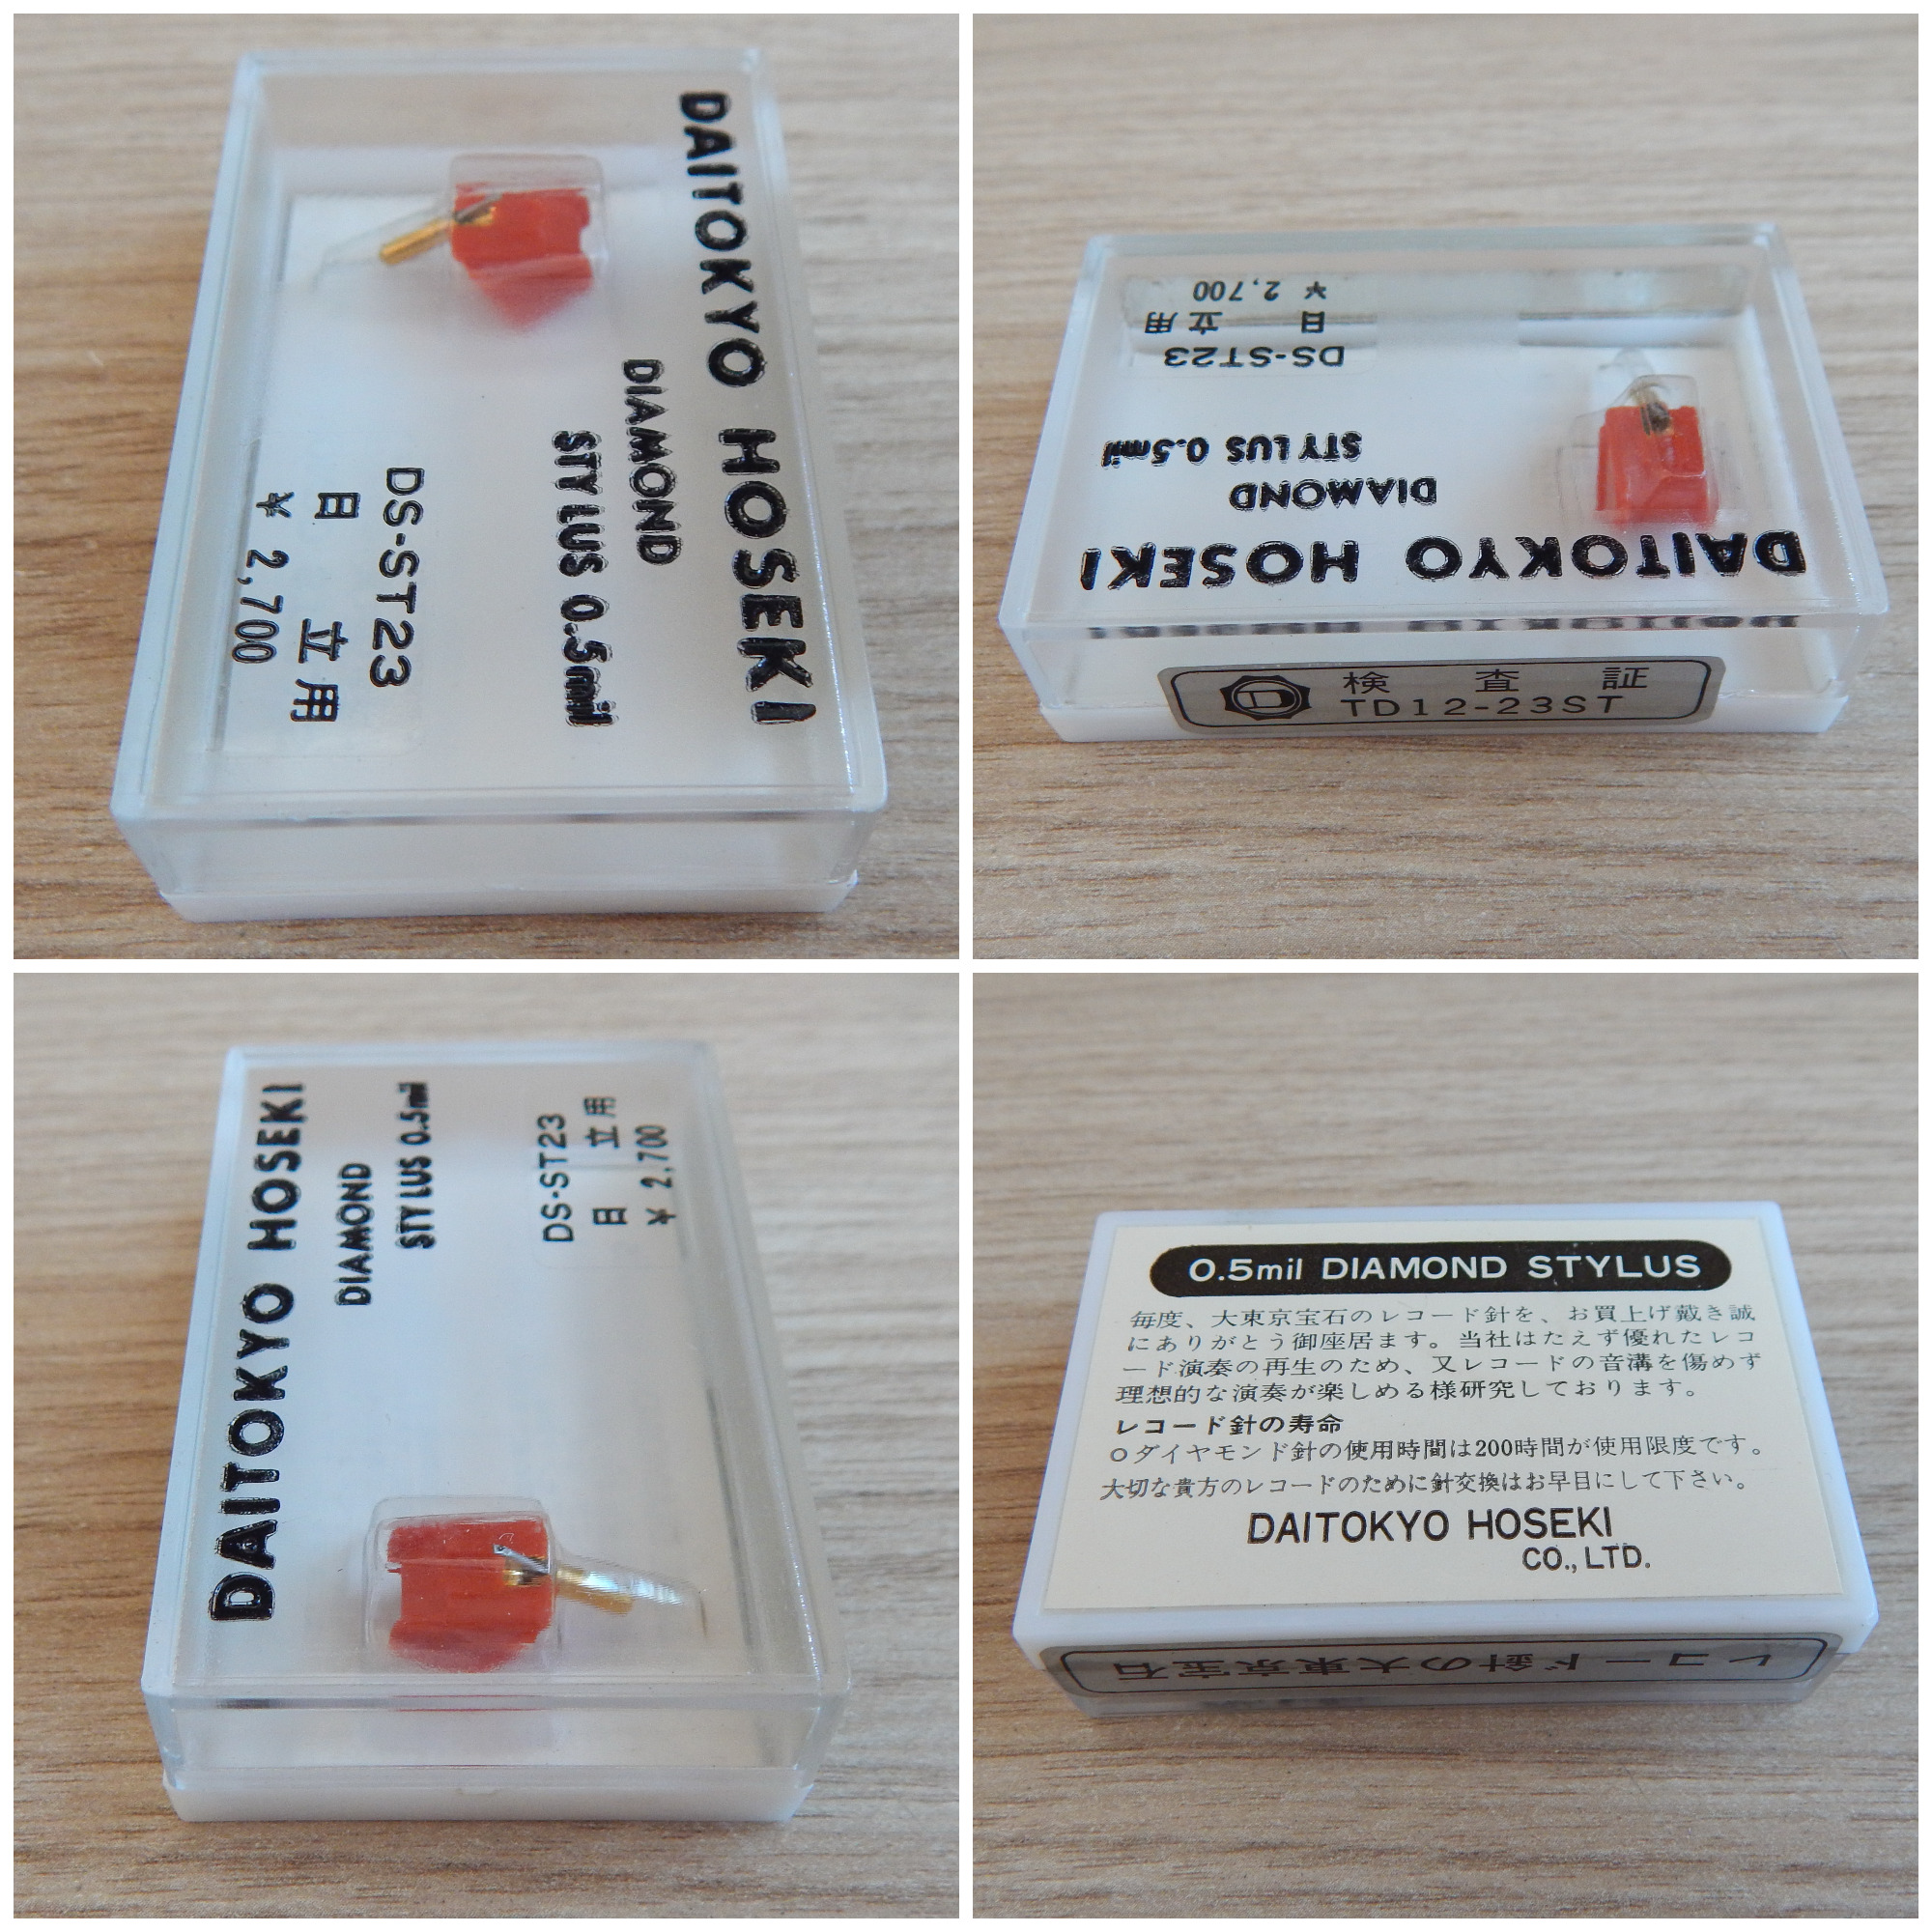 DAITOKYO HOSEKI
DIAMOND
STYLUS 0.5mil
DS-ST23
日 立 用
¥ 2,700
DAITOKYO HOSEKI
DIAMOND
STYLUS 0.5mil
DS-ST23
日 立 用
¥ 2,700
D
検 査 証
TD12-23ST
DAITOKYO HOSEKI
DIAMOND
STYLUS 0.5mil
DS-ST23
日 立 用
¥ 2,700
0.5mil DIAMOND STYLUS
毎度、大東京宝石のレコード針を、お買上げ戴き誠
にありがとう御座居ます。当社はたえず優れたレコ
ード演奏の再生のため、又レコードの音溝を傷めず
理想的な演奏が楽しめる様研究しております。
レコード針の寿命
○ダイヤモンド針の使用時間は200時間が使用限度です。
大切な貴方のレコードのために針交換はお早目にして下さい。
DAITOKYO HOSEKI
CO., LTD.
レコード針の大東京宝石